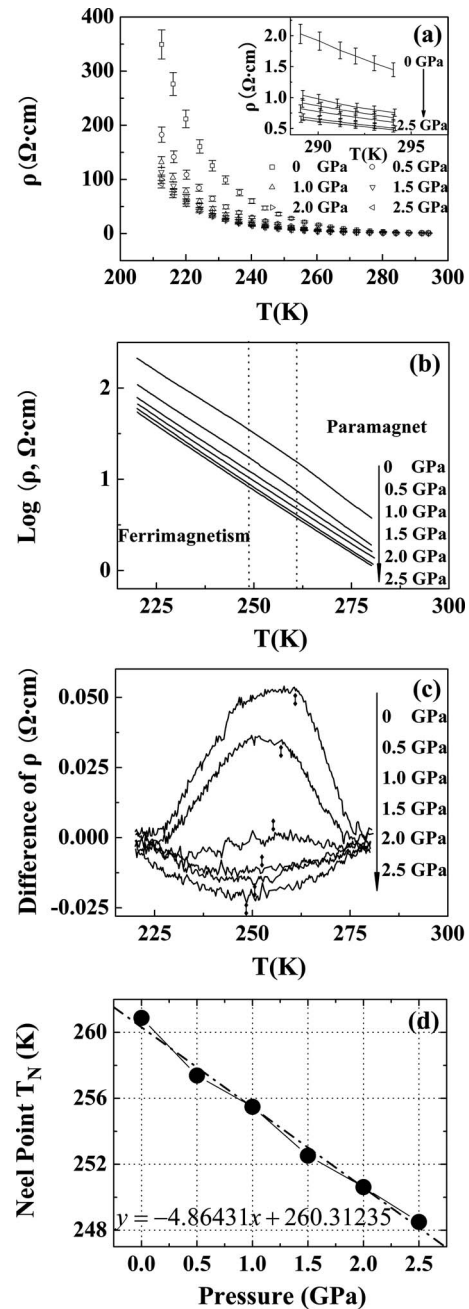 (a)
400
350
300
250
200
150
100
50
0
ρ (Ω·cm)
2.0
1.5
1.0
0.5
ρ (Ω·cm)
0 GPa
2.5 GPa
290 295
T(K)
0 0.5 GPa
1.0 GPa 1.5 GPa
2.0 GPa 2.5 GPa
200 220 240 260 280 300
T(K)
(b)
2
1
0
Log (ρ, Ω·cm)
Paramagnet
Ferrimagnetism
0 GPa
0.5 GPa
1.0 GPa
1.5 GPa
2.0 GPa
2.5 GPa
225 250 275 300
T(K)
(c)
0.050
0.025
0.000
-0.025
Difference of ρ (Ω·cm)
0 GPa
0.5 GPa
1.0 GPa
1.5 GPa
2.0 GPa
2.5 GPa
225 250 275 300
T(K)
(d)
260
256
252
248
Neel Point T_N (K)
y = −4.86431x + 260.31235
0.0 0.5 1.0 1.5 2.0 2.5
Pressure (GPa)